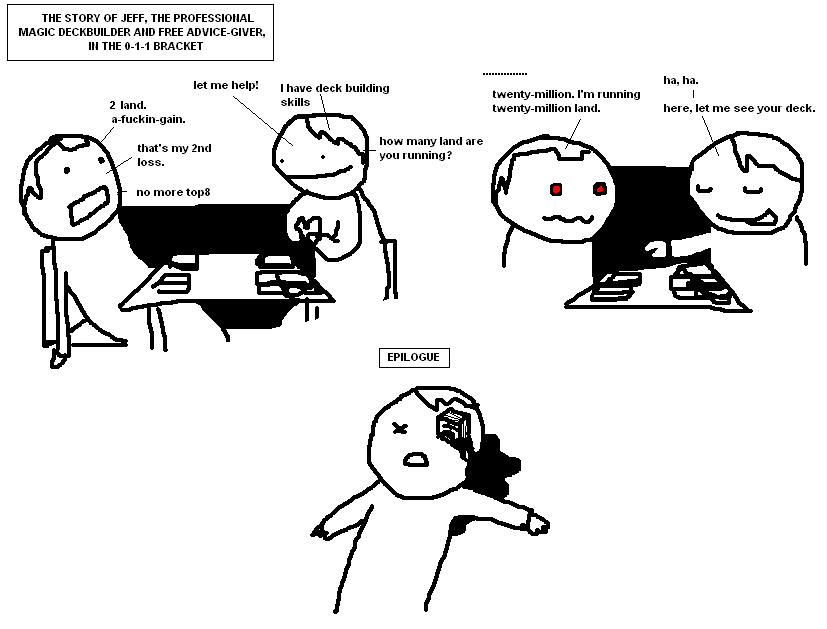 THE STORY OF JEFF, THE PROFESSIONAL
MAGIC DECKBUILDER AND FREE ADVICE-GIVER,
IN THE 0-1-1 BRACKET
2 land.
a-fuckin-gain.
that's my 2nd
loss.
no more top8
let me help!
I have deck building
skills
how many land are
you running?
...............
twenty-million. I'm running
twenty-million land.
ha, ha.
here, let me see your deck.
EPILOGUE